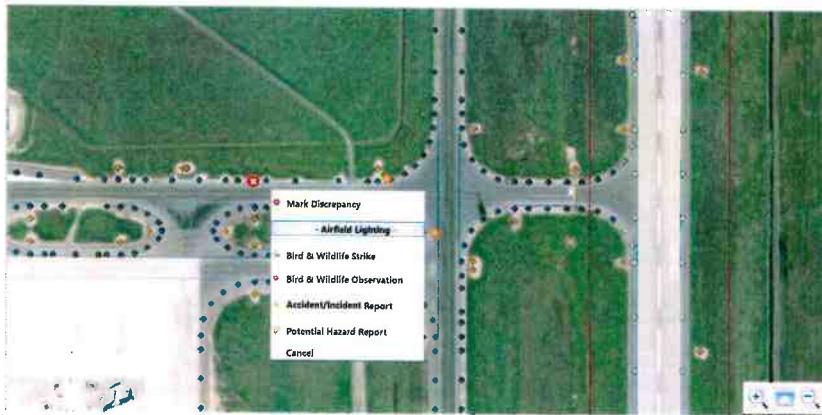 Mark Discrepancy
- Airfield Lighting -
Bird & Wildlife Strike
Bird & Wildlife Observation
Accident/Incident Report
Potential Hazard Report
Cancel